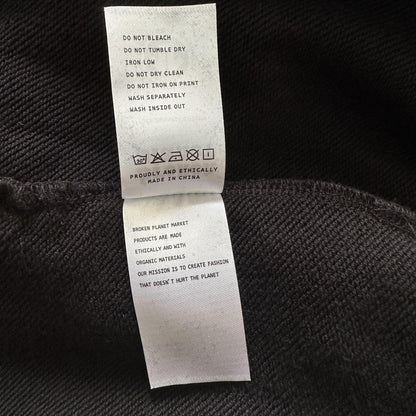 DO NOT BLEACH
DO NOT TUMBLE DRY
IRON LOW
DO NOT DRY CLEAN
DO NOT IRON ON PRINT
WASH SEPARATELY
WASH INSIDE OUT
PROUDLY AND ETHICALLY
MADE IN CHINA
BROKEN PLANET MARKET
PRODUCTS ARE MADE
ETHICALLY AND WITH
ORGANIC MATERIALS
OUR MISSION IS TO CREATE FASHION
THAT DOESN'T HURT THE PLANET